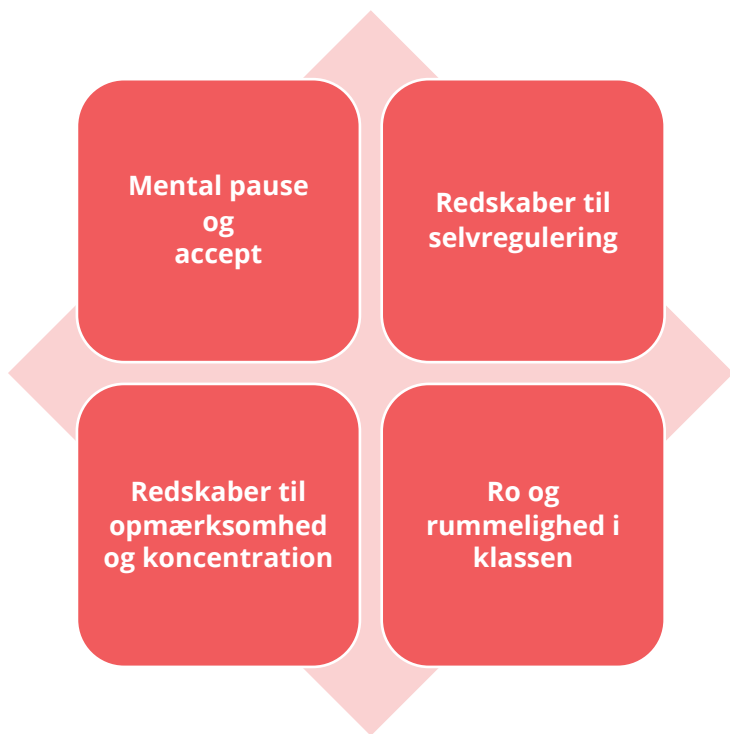 Mental pause
og
accept
Redskaber til
selvregulering
Redskaber til
opmærksomhed
og koncentration
Ro og
rummelighed i
klassen